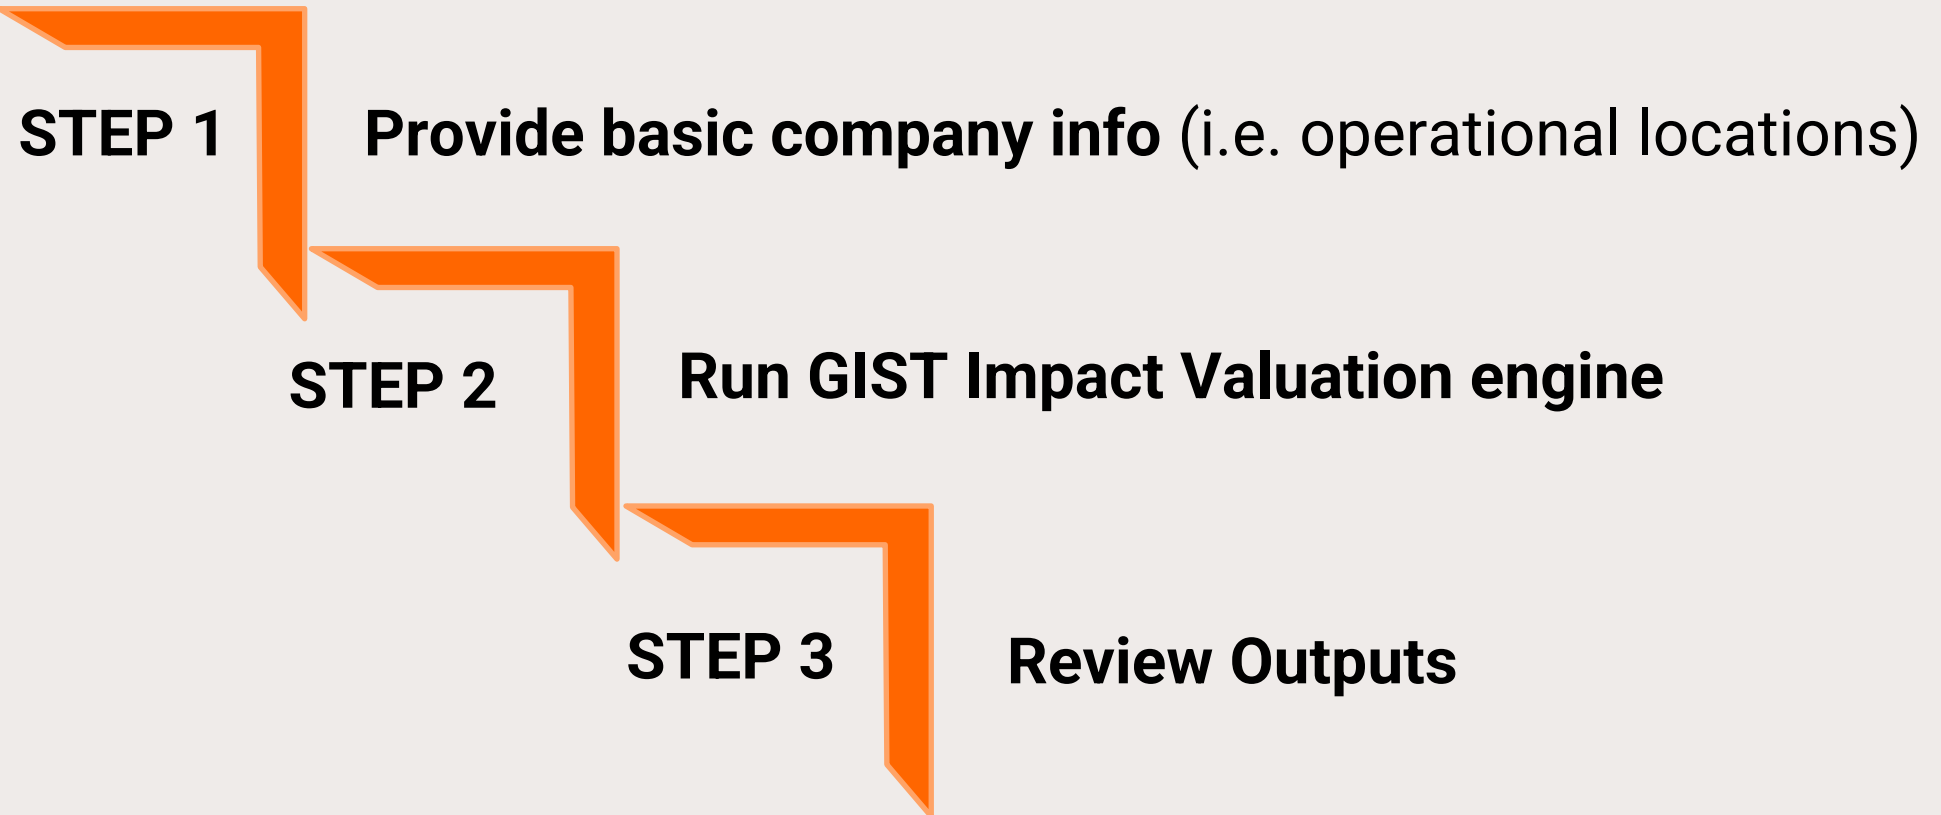 STEP 1
Provide basic company info (i.e. operational locations)
STEP 2
Run GIST Impact Valuation engine
STEP 3
Review Outputs